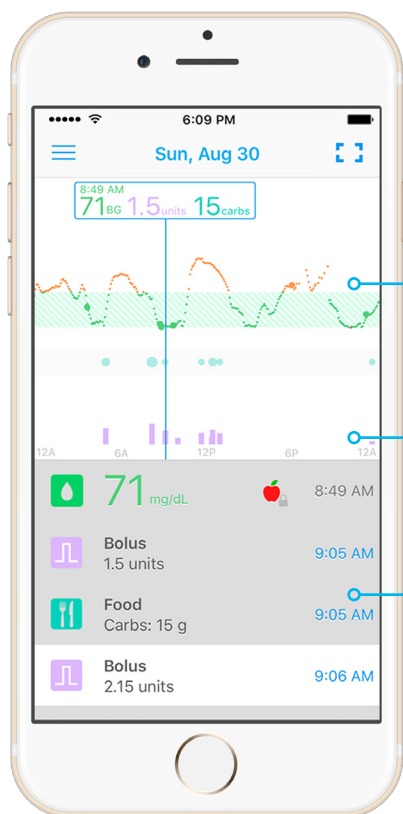 6:09 PM
Sun, Aug 30
8:49 AM
71BG 1.5units 15carbs
12A 6A 12P 6P 12A
71 mg/dL 8:49 AM
Bolus
1.5 units
9:05 AM
Food
Carbs: 15 g
9:05 AM
Bolus
2.15 units
9:06 AM